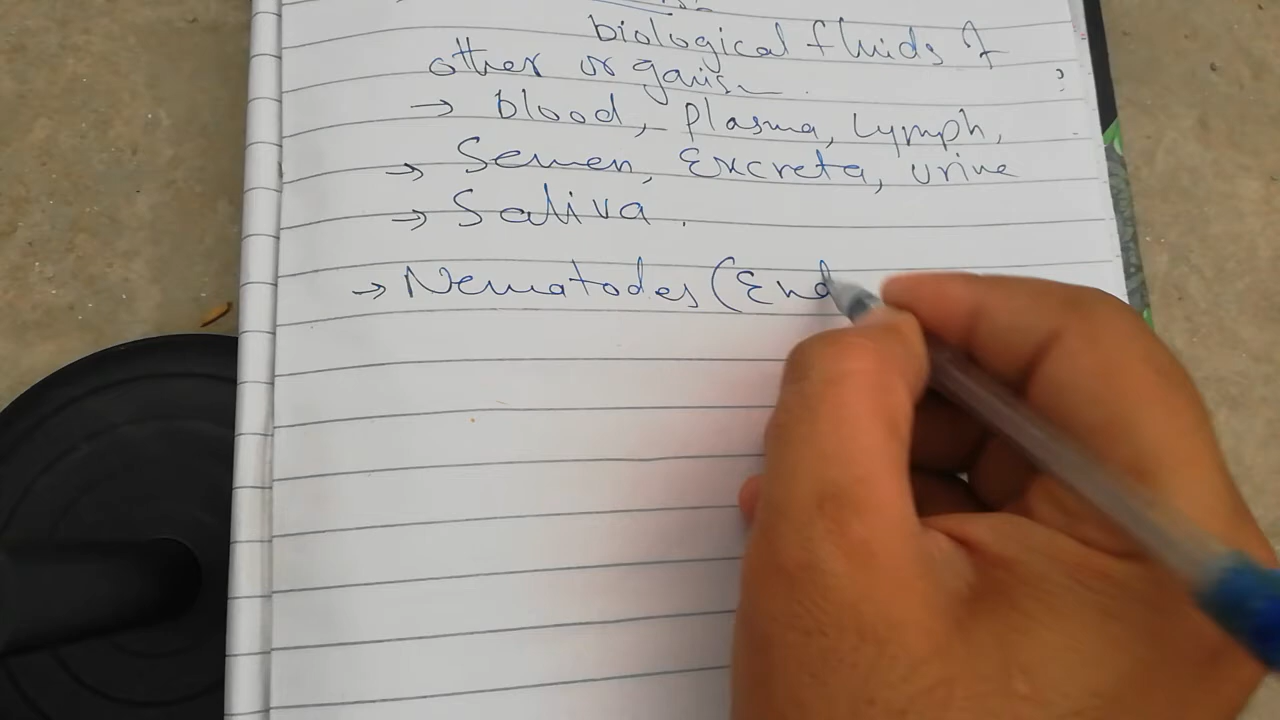 biological fluids of
other organism.
→ blood, Plasma, Lymph,
→ Semen, Excreta, urine
→ Saliva.
→ Nematodes (End